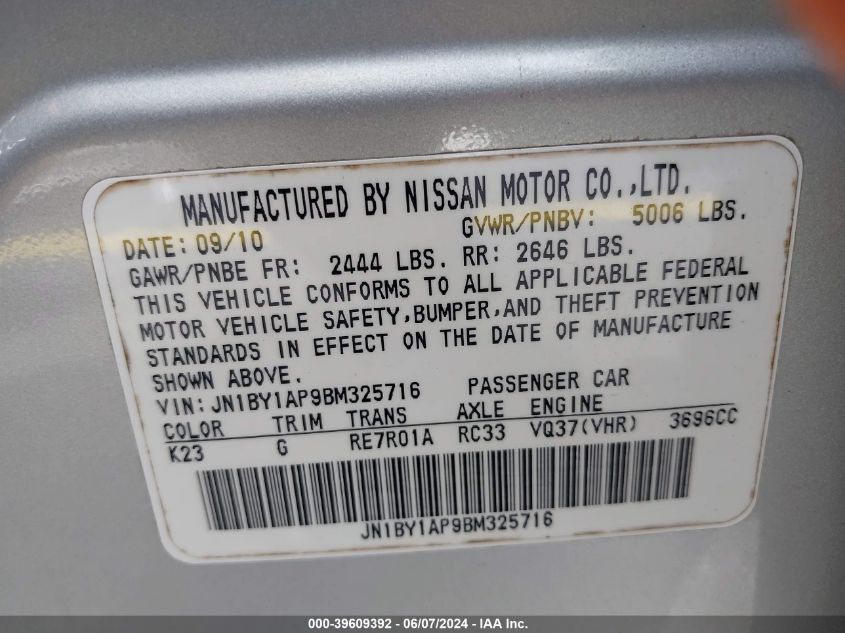 MANUFACTURED BY NISSAN MOTOR CO.,LTD.
DATE: 09/10 GVWR/PNBV: 5006 LBS.
GAWR/PNBE FR: 2444 LBS. RR: 2646 LBS.
THIS VEHICLE CONFORMS TO ALL APPLICABLE FEDERAL
MOTOR VEHICLE SAFETY,BUMPER,AND THEFT PREVENTION
STANDARDS IN EFFECT ON THE DATE OF MANUFACTURE
SHOWN ABOVE.
VIN: JN1BY1AP9BM325716 PASSENGER CAR
COLOR TRIM TRANS AXLE ENGINE
K23 G RE7R01A RC33 VQ37(VHR) 3696CC
JN1BY1AP9BM325716
000-39609392 - 06/07/2024 - IAA Inc.